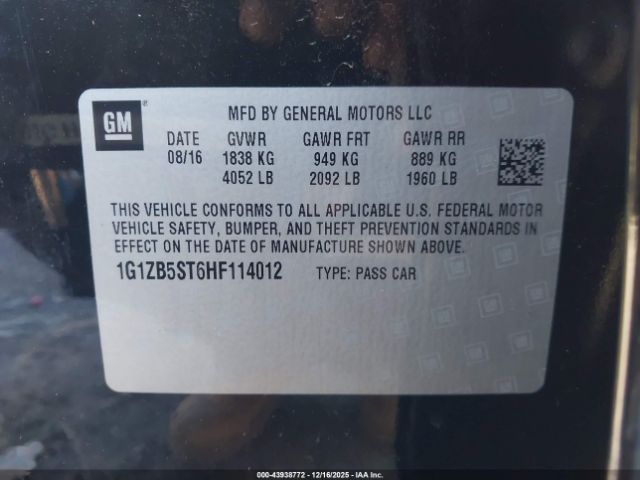 GM
MFD BY GENERAL MOTORS LLC
DATE GVWR GAWR FRT GAWR RR
08/16 1838 KG 949 KG 889 KG
4052 LB 2092 LB 1960 LB
THIS VEHICLE CONFORMS TO ALL APPLICABLE U.S. FEDERAL MOTOR
VEHICLE SAFETY, BUMPER, AND THEFT PREVENTION STANDARDS IN
EFFECT ON THE DATE OF MANUFACTURE SHOWN ABOVE.
1G1ZB5ST6HF114012 TYPE: PASS CAR
000-43938772 - 12/16/2025 - IAA Inc.